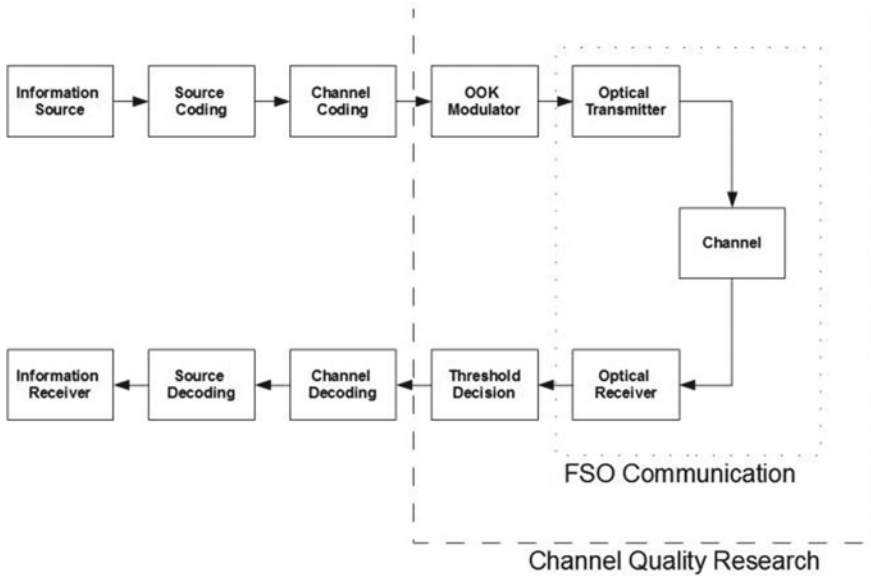 Information
Source
Source
Coding
Channel
Coding
OOK
Modulator
Optical
Transmitter
Channel
Information
Receiver
Source
Decoding
Channel
Decoding
Threshold
Decision
Optical
Receiver
FSO Communication
Channel Quality Research